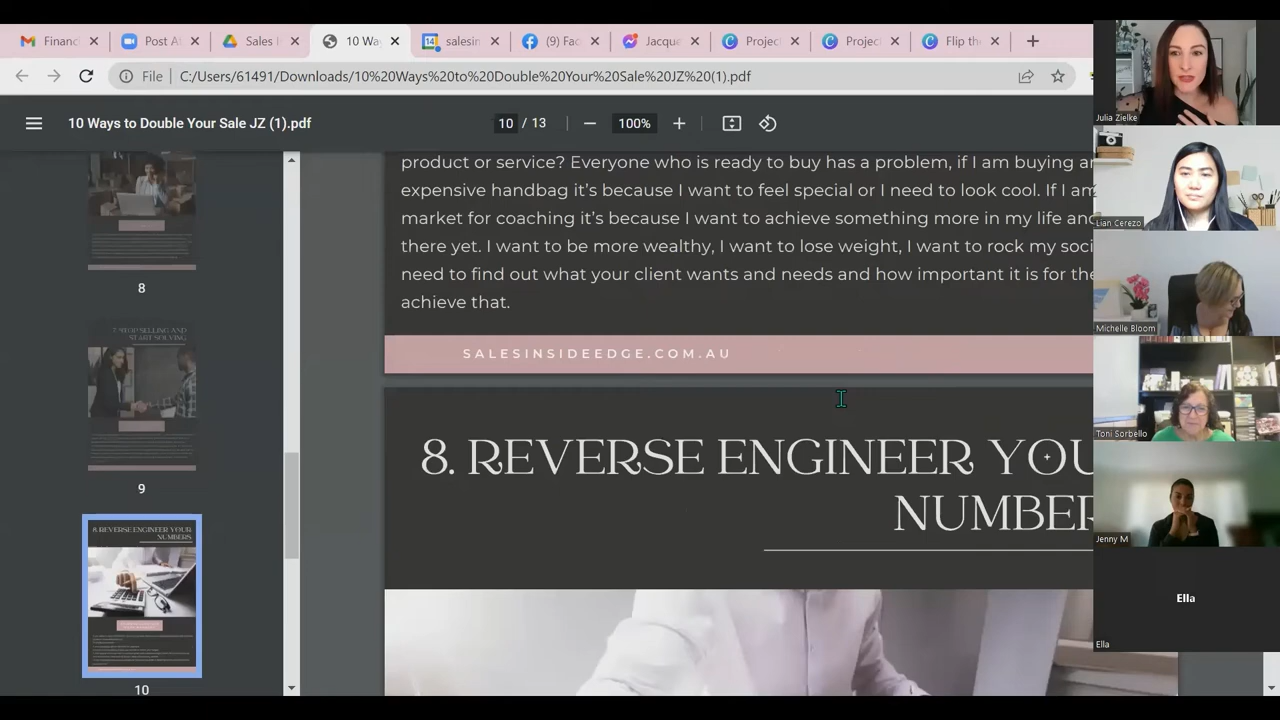 Financ
Post At
Sales I
10 Wa
salesin
(9) Fac
Jacque
Project
Project
Flip the
File
C:/Users/61491/Downloads/10%20Ways%20to%20Double%20Your%20Sale%20JZ%20(1).pdf
10 Ways to Double Your Sale JZ (1).pdf
10 / 13
100%
8
7. STOP SELLING AND
START SOLVING
9
8. REVERSE ENGINEER YOUR
NUMBERS
10
product or service? Everyone who is ready to buy has a problem, if I am buying an
expensive handbag it's because I want to feel special or I need to look cool. If I am
market for coaching it's because I want to achieve something more in my life and
there yet. I want to be more wealthy, I want to lose weight, I want to rock my soci
need to find out what your client wants and needs and how important it is for the
achieve that.
SALESINSIDEEDGE.COM.AU
8. REVERSE ENGINEER YOU
NUMBER
Julia Zielke
Lian Cerezo
Michelle Bloom
Toni Sorbello
Jenny M
Ella
Ella